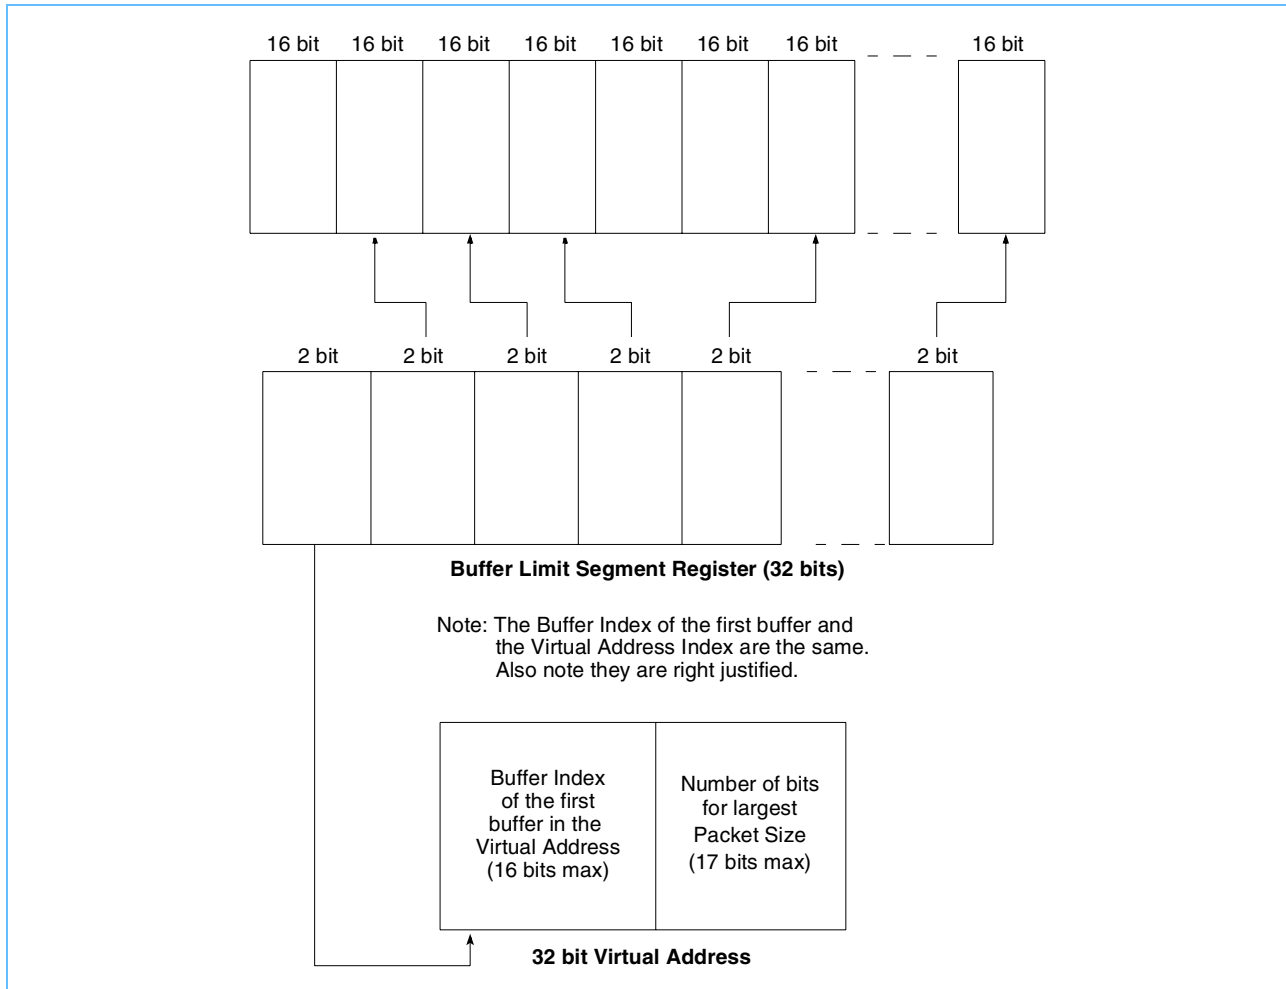 16 bit 16 bit 16 bit 16 bit 16 bit 16 bit 16 bit 16 bit
2 bit 2 bit 2 bit 2 bit 2 bit 2 bit
Buffer Limit Segment Register (32 bits)
Note: The Buffer Index of the first buffer and
the Virtual Address Index are the same.
Also note they are right justified.
Buffer Index
of the first
buffer in the
Virtual Address
(16 bits max)
Number of bits
for largest
Packet Size
(17 bits max)
32 bit Virtual Address